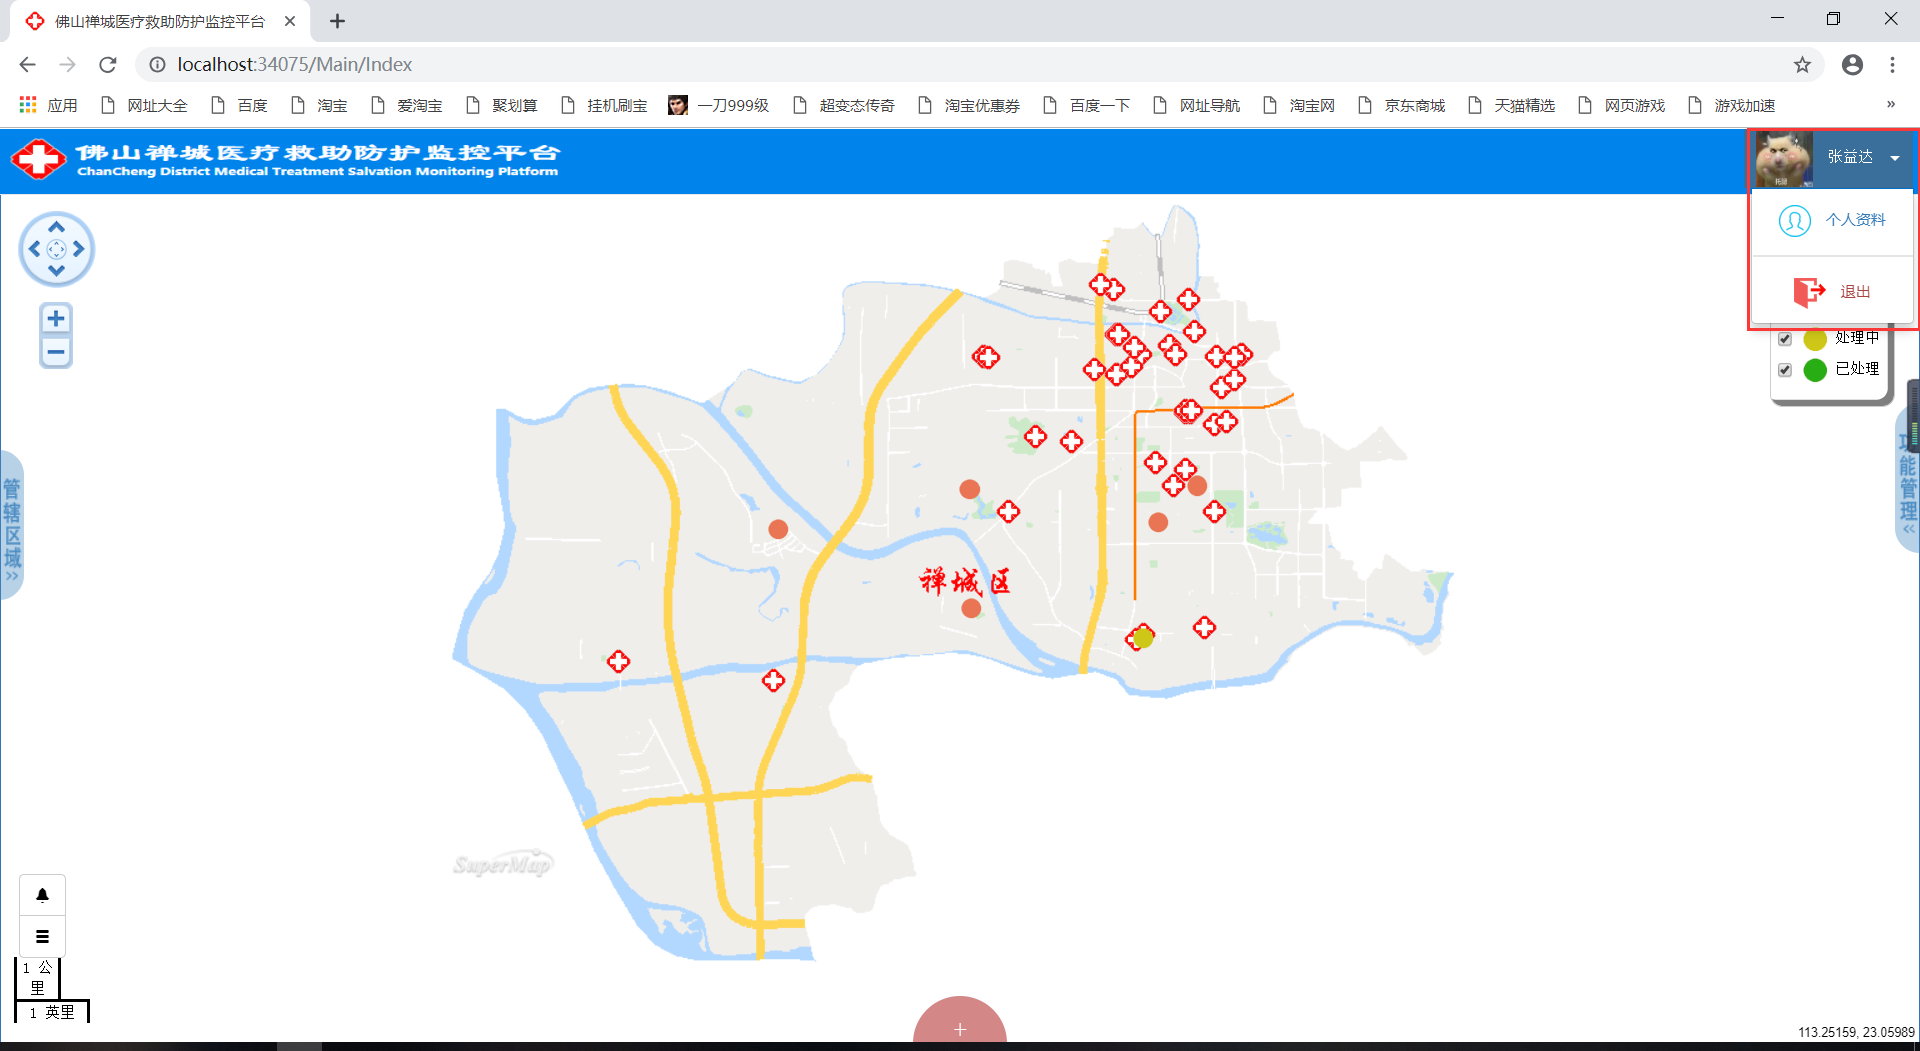 佛山禅城医疗救助防护监控平台
localhost:34075/Main/Index
应用 网址大全 百度 淘宝 爱淘宝 聚划算 挂机刷宝 一刀999级 超变态传奇 淘宝优惠券 百度一下 网址导航 淘宝网 京东商城 天猫精选 网页游戏 游戏加速 »
佛山禅城医疗救助防护监控平台
ChanCheng District Medical Treatment Salvation Monitoring Platform
张益达
个人资料
退出
处理中
已处理
管辖区域 »
功能管理 «
禅城区
SuperMap
1 公里
1 英里
+
113.25159, 23.05989